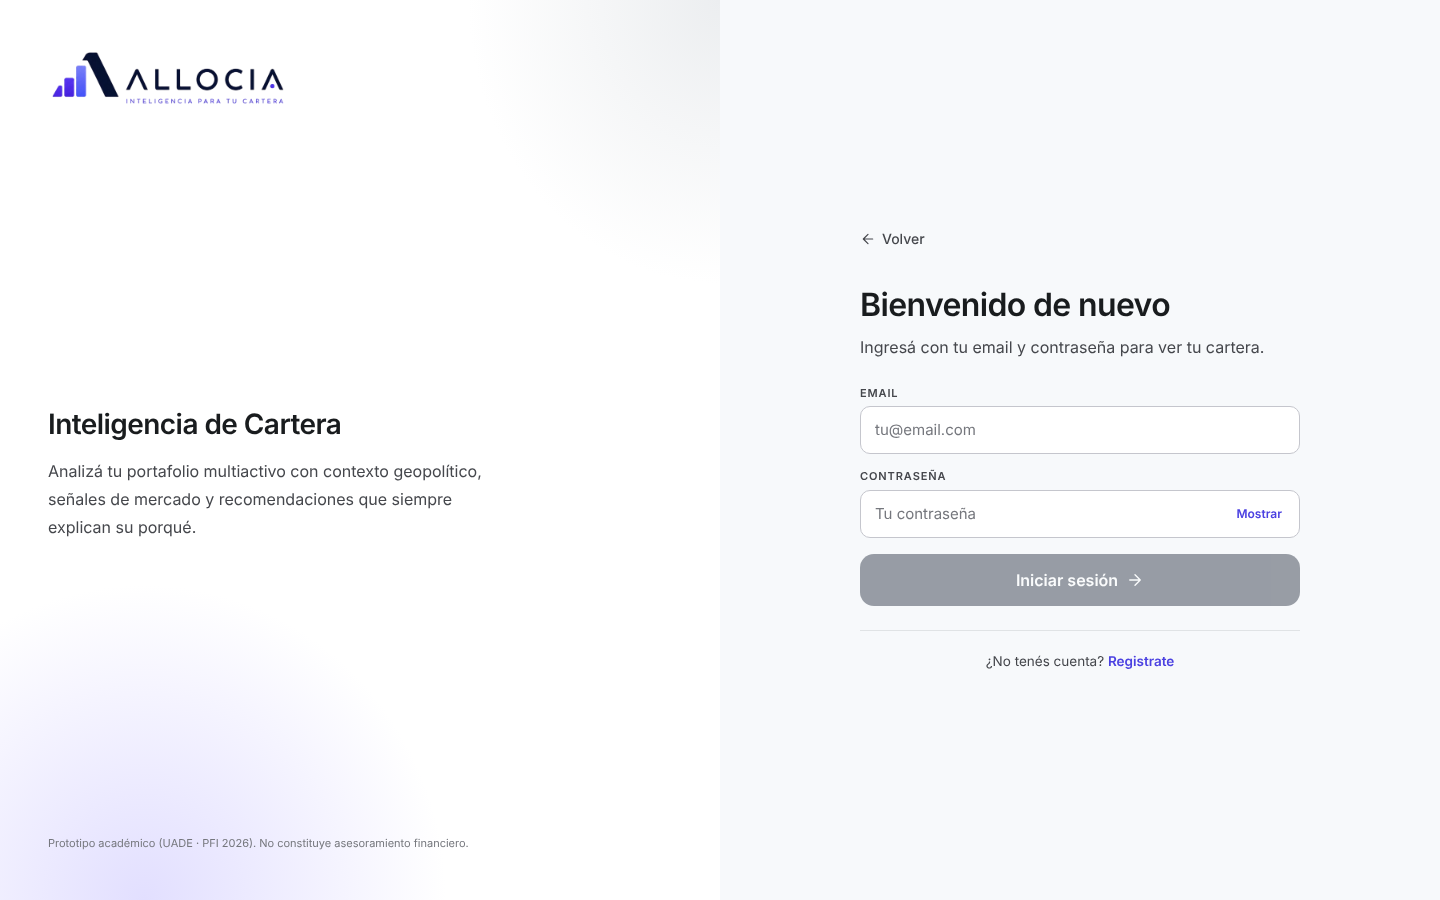 ALLOCIA
INTELIGENCIA PARA TU CARTERA
Inteligencia de Cartera
Analizá tu portafolio multiactivo con contexto geopolítico,
señales de mercado y recomendaciones que siempre
explican su porqué.
Prototipo académico (UADE · PFI 2026). No constituye asesoramiento financiero.
Volver
Bienvenido de nuevo
Ingresá con tu email y contraseña para ver tu cartera.
EMAIL
tu@email.com
CONTRASEÑA
Tu contraseña
Mostrar
Iniciar sesión
¿No tenés cuenta? Registrate